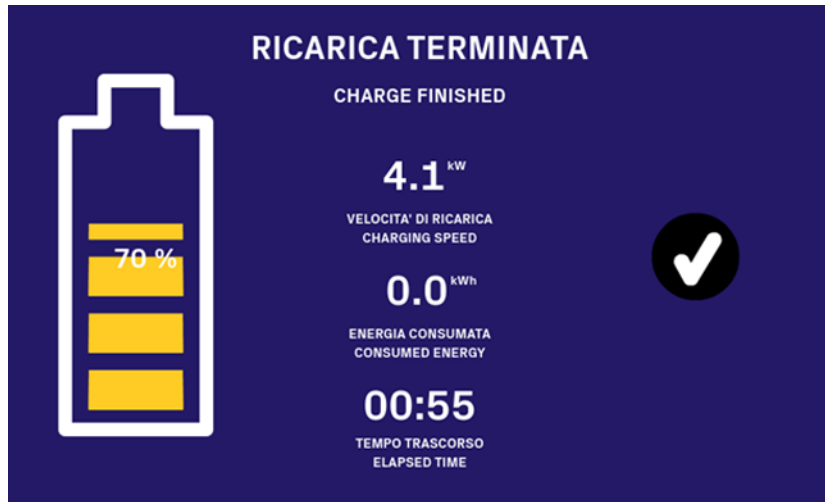 RICARICA TERMINATA
CHARGE FINISHED
70 %
4.1 kW
VELOCITA' DI RICARICA
CHARGING SPEED
0.0 kWh
ENERGIA CONSUMATA
CONSUMED ENERGY
00:55
TEMPO TRASCORSO
ELAPSED TIME